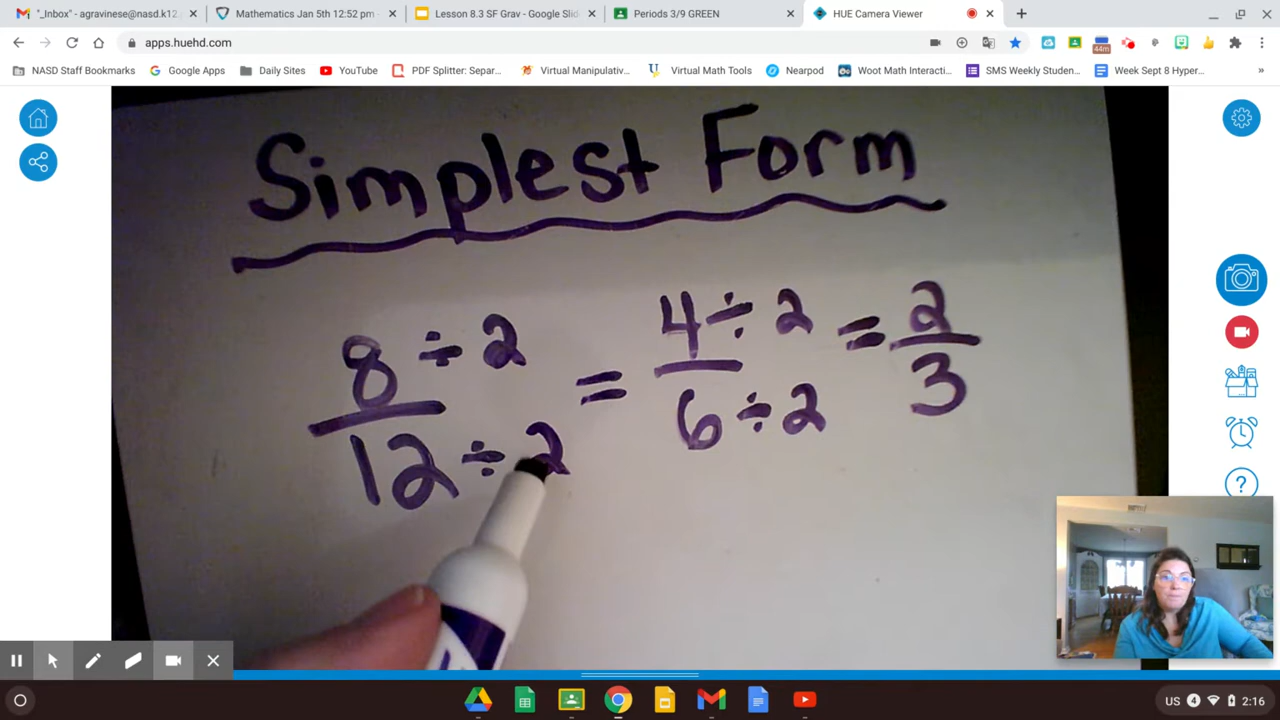 "_Inbox" - agravinese@nasd.k12.
Mathematics Jan 5th 12:52 pm -
Lesson 8.3 SF Grav - Google Slid
Periods 3/9 GREEN
HUE Camera Viewer
apps.huehd.com
44m
NASD Staff Bookmarks
Google Apps
Daily Sites
YouTube
PDF Splitter: Separ...
Virtual Manipulativ...
Virtual Math Tools
Nearpod
Woot Math Interacti...
SMS Weekly Studen...
Week Sept 8 Hyper...
»
Simplest Form
8 ÷ 2 = 4 ÷ 2 = 2
12 ÷ 2 6 ÷ 2 3
US 4 2:16